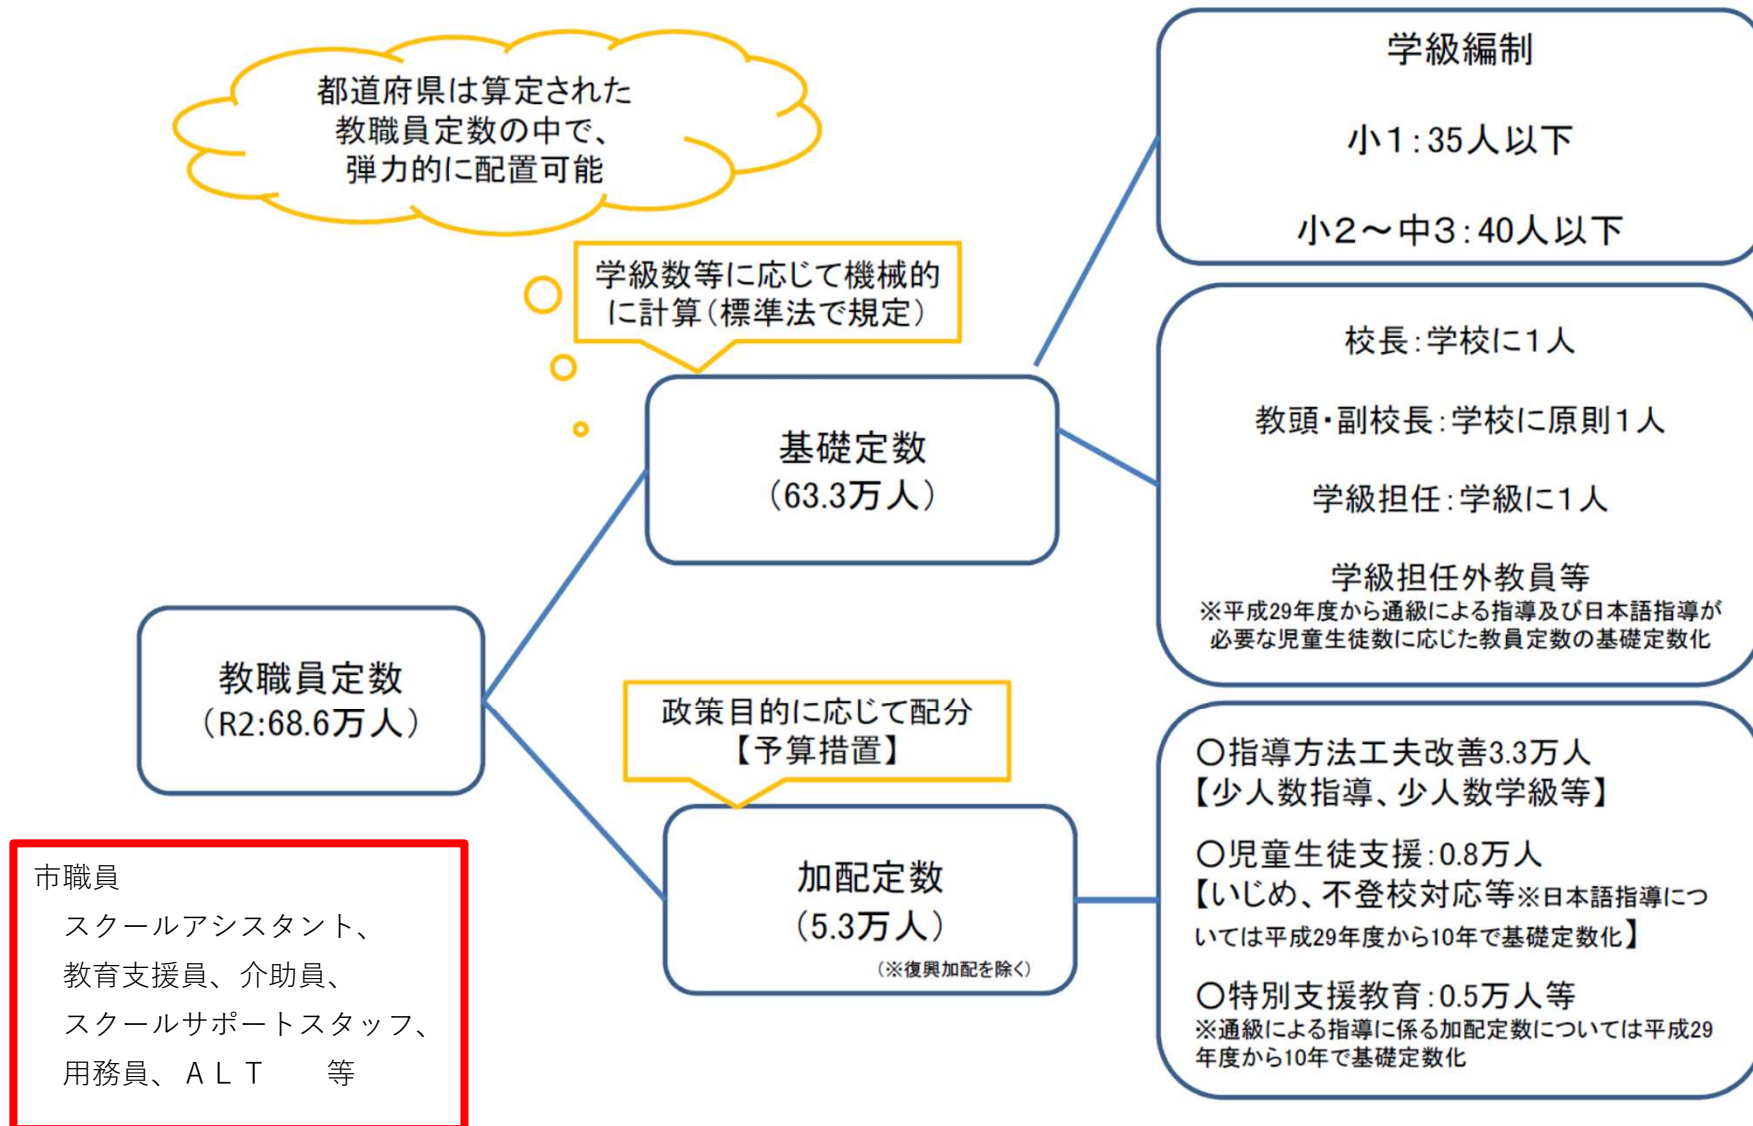 都道府県は算定された
教職員定数の中で、
弾力的に配置可能
学級数等に応じて機械的
に計算（標準法で規定）
学級編制
小１：35人以下
小２～中３：40人以下
校長：学校に１人
教頭・副校長：学校に原則１人
学級担任：学級に１人
学級担任外教員等
※平成29年度から通級による指導及び日本語指導が
必要な児童生徒数に応じた教員定数の基礎定数化
基礎定数
（63.3万人）
教職員定数
（R2:68.6万人）
政策目的に応じて配分
【予算措置】
加配定数
（5.3万人）
（※復興加配を除く）
〇指導方法工夫改善3.3万人
【少人数指導、少人数学級等】
〇児童生徒支援：0.8万人
【いじめ、不登校対応等※日本語指導につ
いては平成29年度から10年で基礎定数化】
〇特別支援教育：0.5万人等
※通級による指導に係る加配定数については平成29
年度から10年で基礎定数化
市職員
スクールアシスタント、
教育支援員、介助員、
スクールサポートスタッフ、
用務員、ＡＬＴ　　等